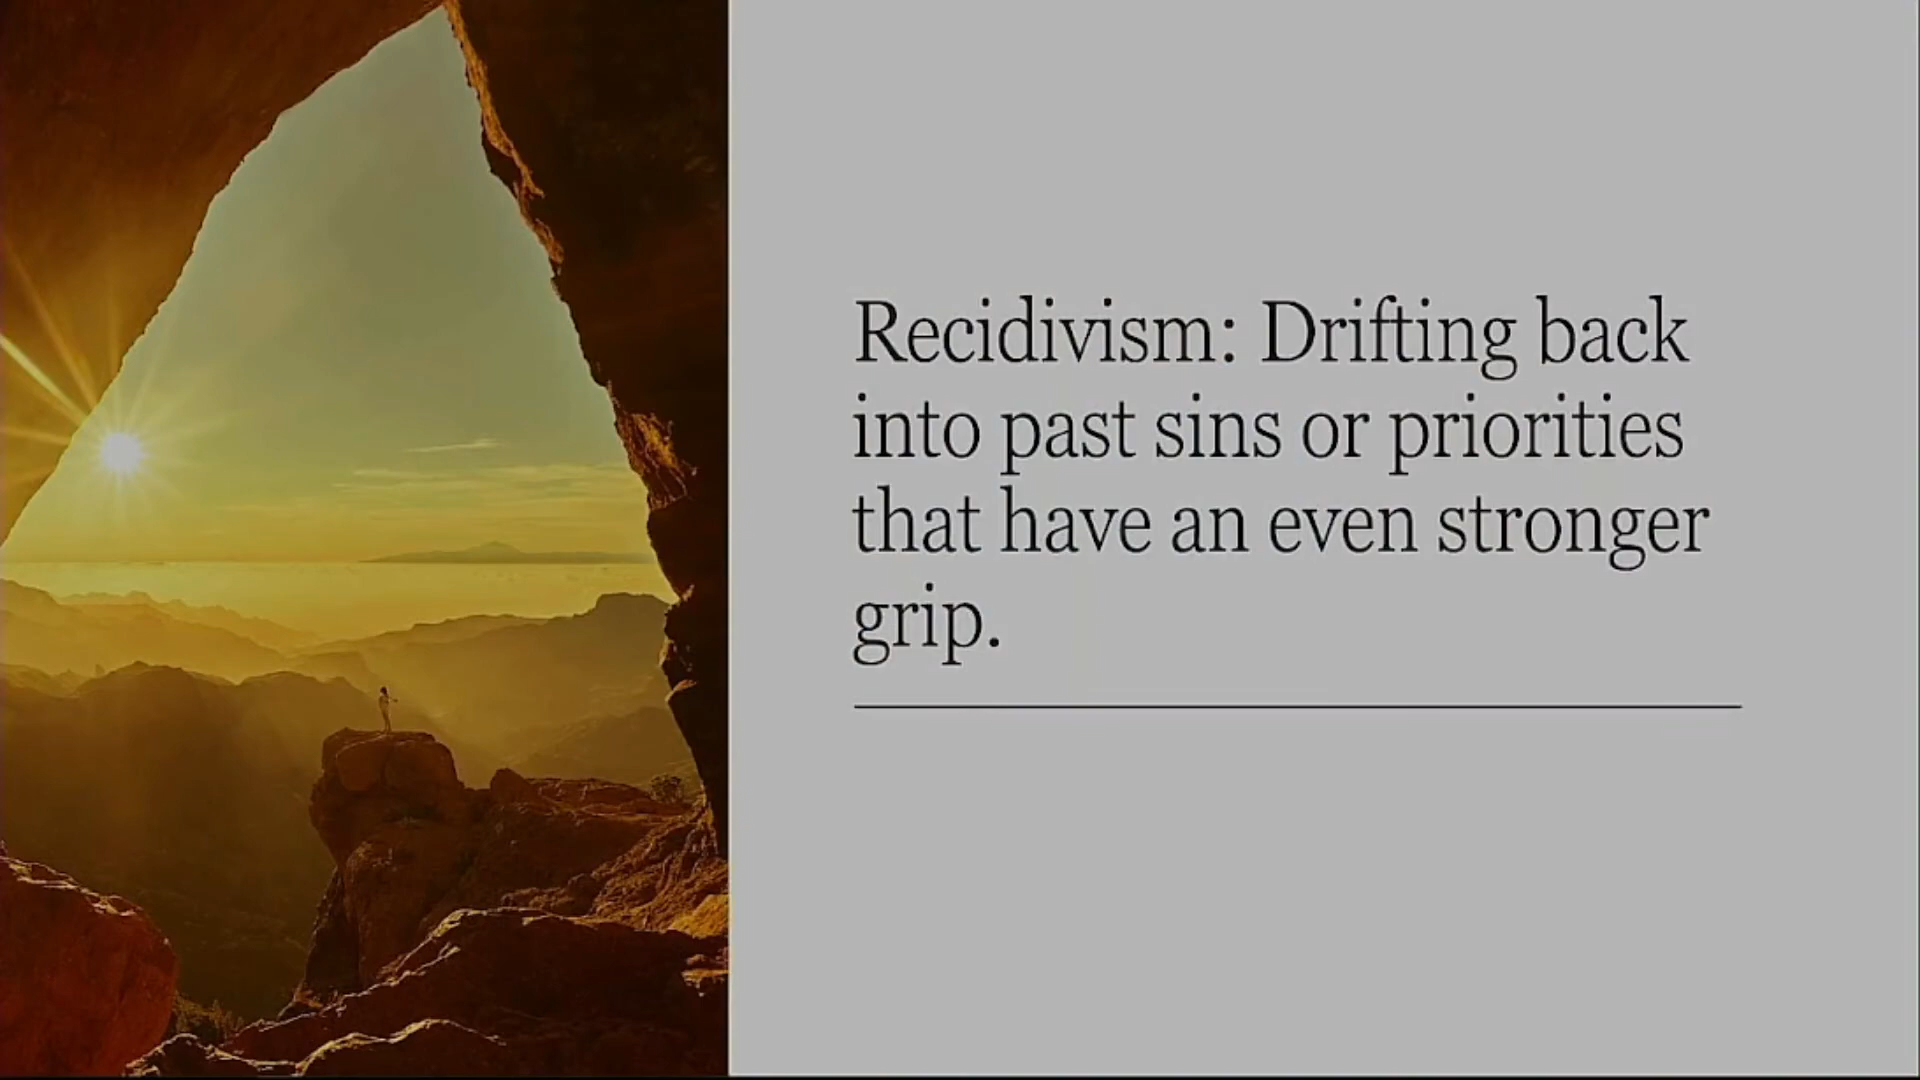 Recidivism: Drifting back
into past sins or priorities
that have an even stronger
grip.